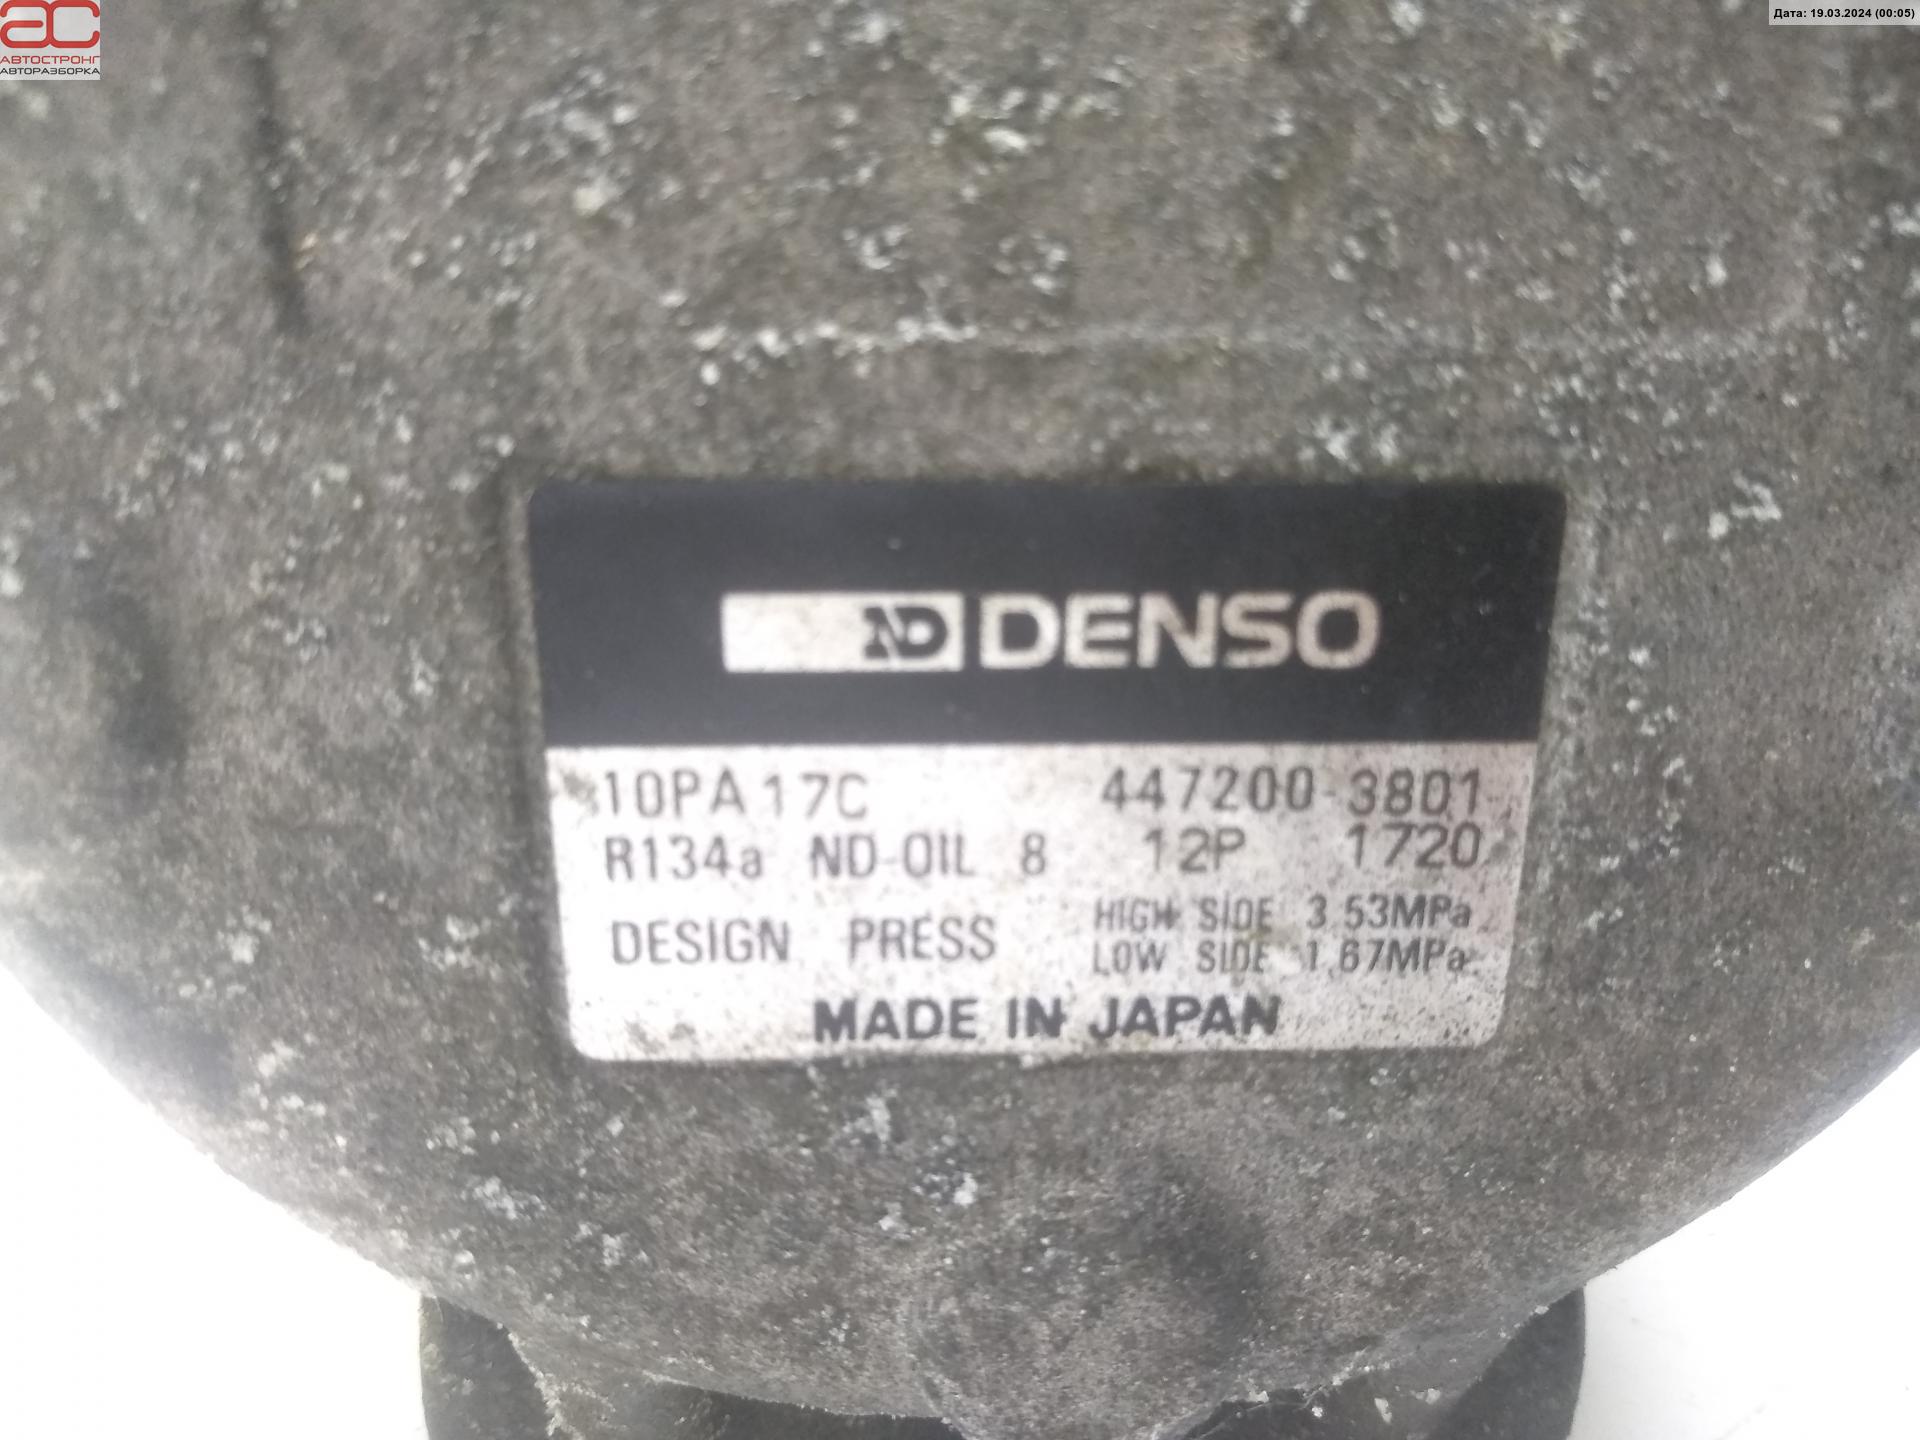 АС
АВТОСТРОНГ
АВТОРАЗБОРКА
Дата: 19.03.2024 (00:05)
ND DENSO
10PA17C 447200-3801
R134a ND-OIL 8 12P 1720
DESIGN PRESS HIGH SIDE 3.53MPa
LOW SIDE 1.67MPa
MADE IN JAPAN